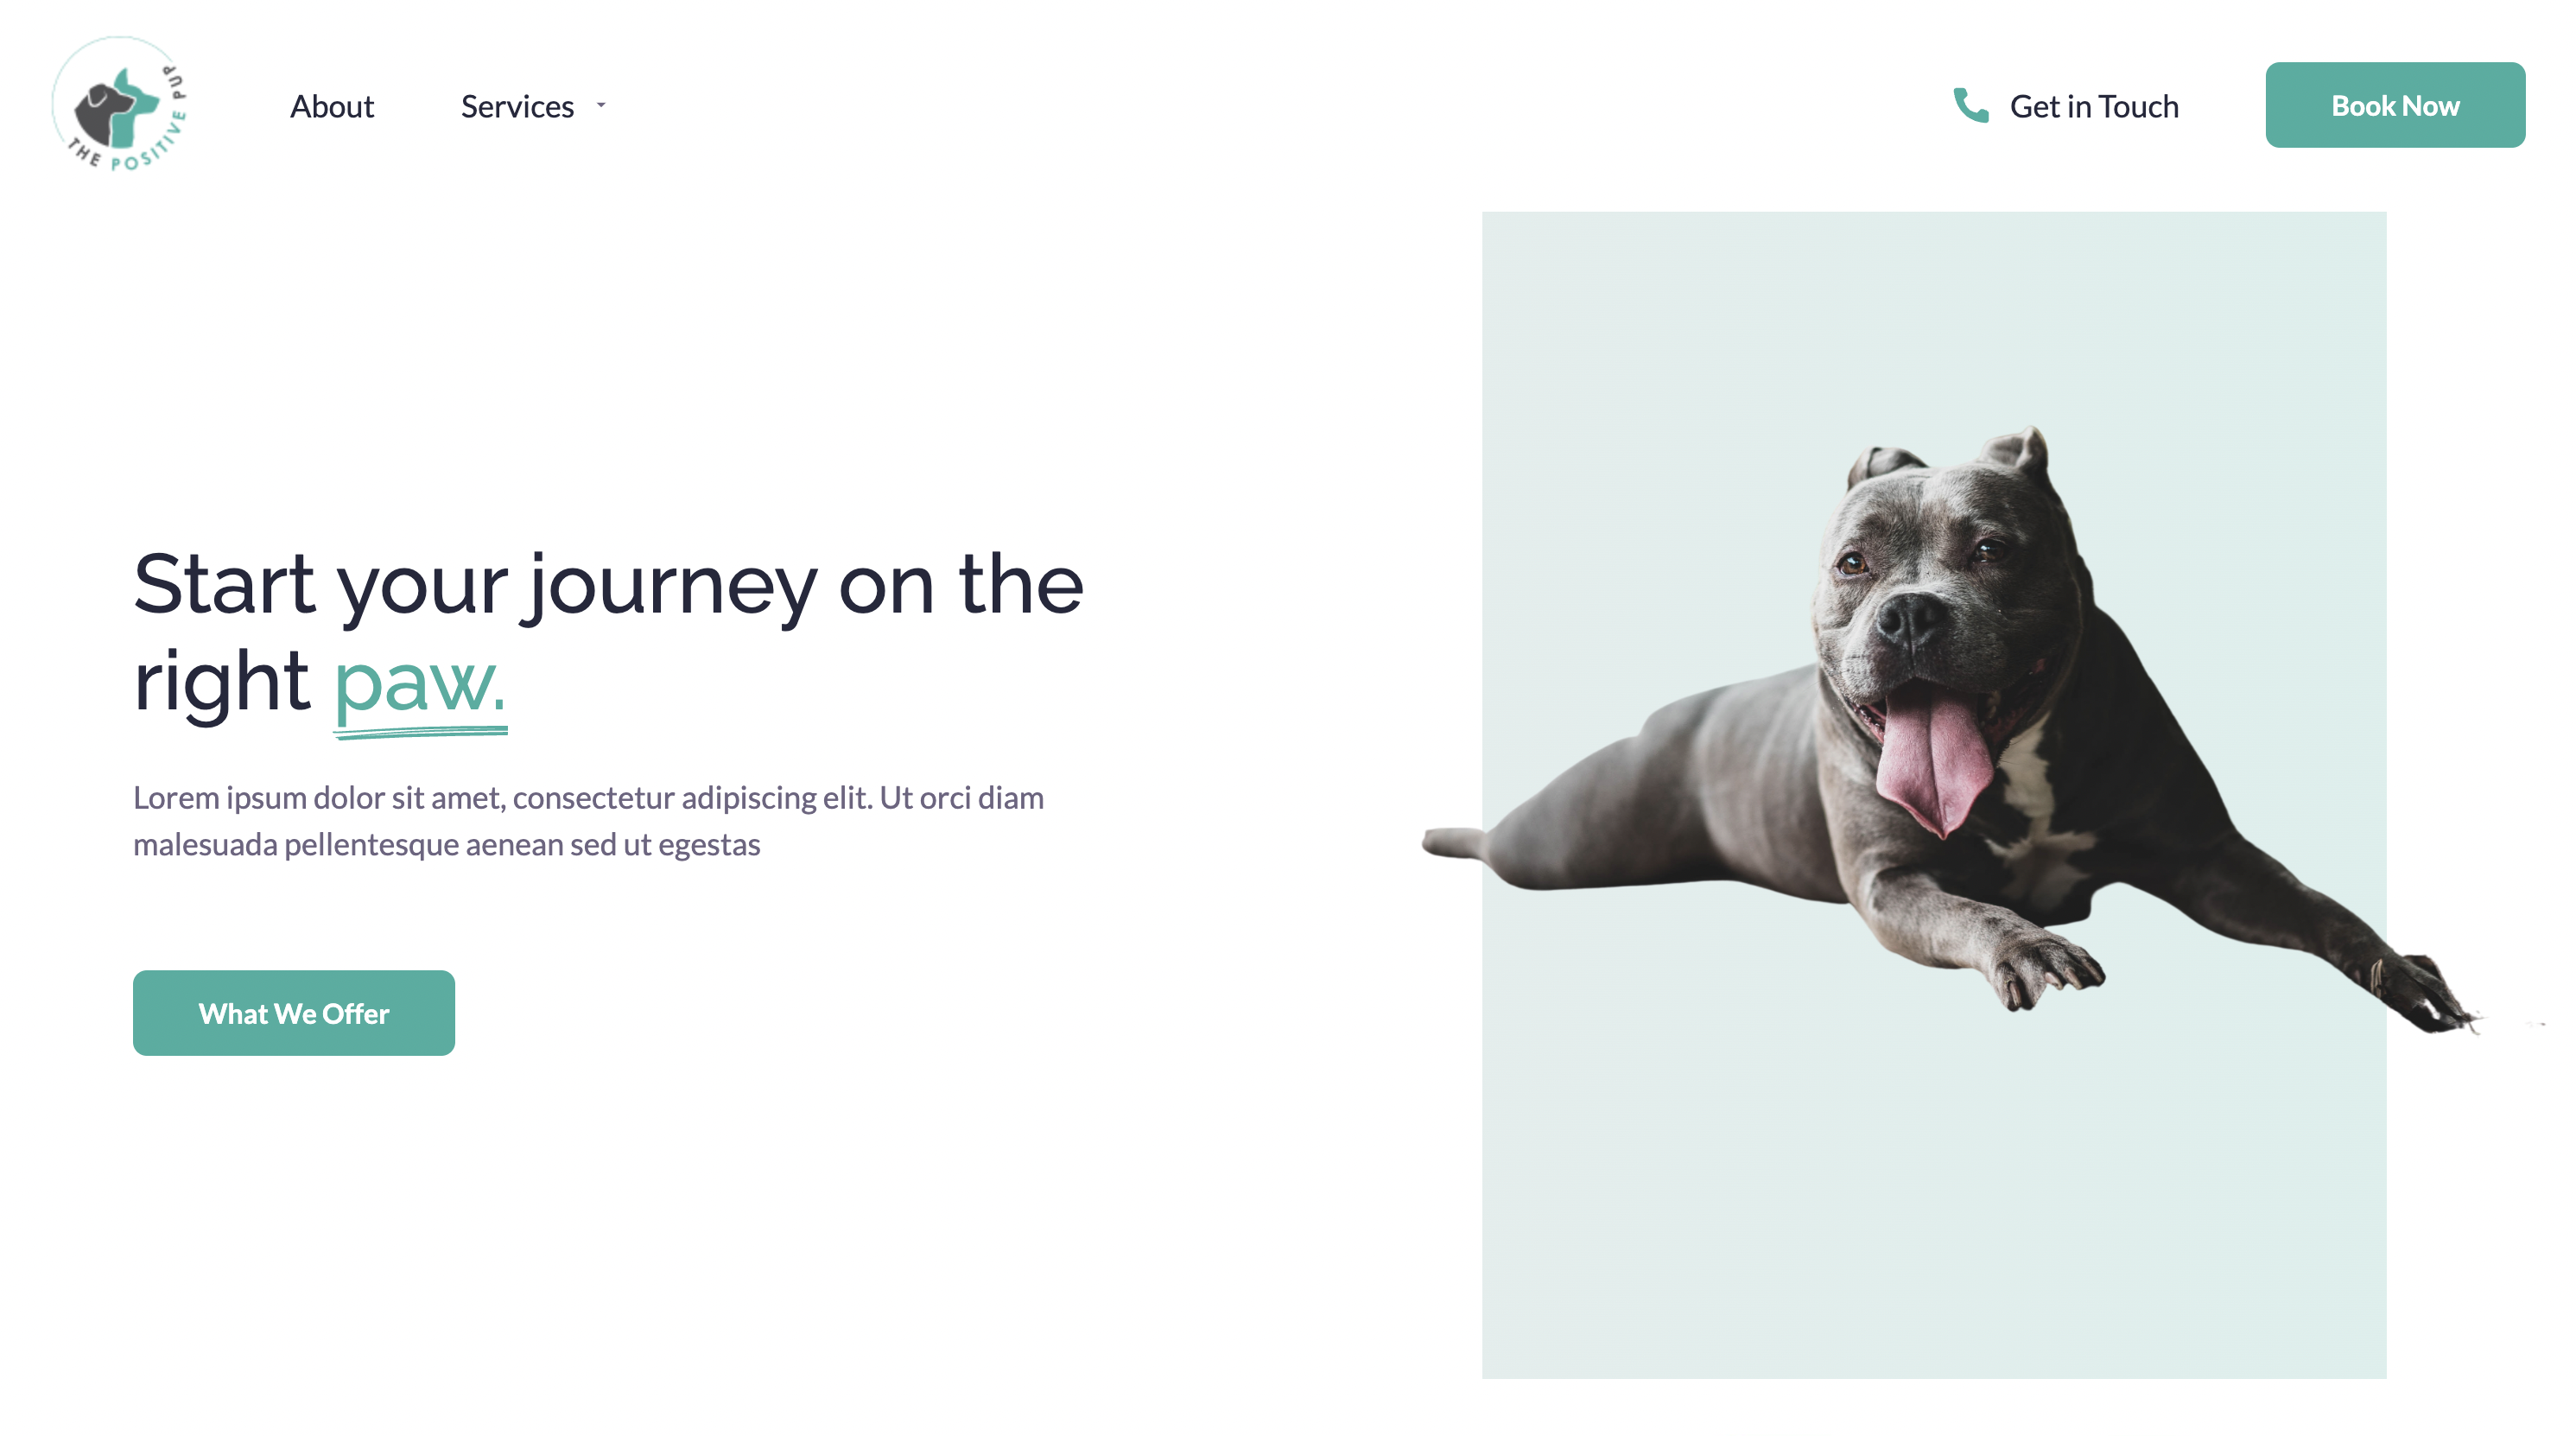 THE POSITIVE PUP
About
Services
Get in Touch
Book Now
Start your journey on the
right paw.
Lorem ipsum dolor sit amet, consectetur adipiscing elit. Ut orci diam
malesuada pellentesque aenean sed ut egestas
What We Offer